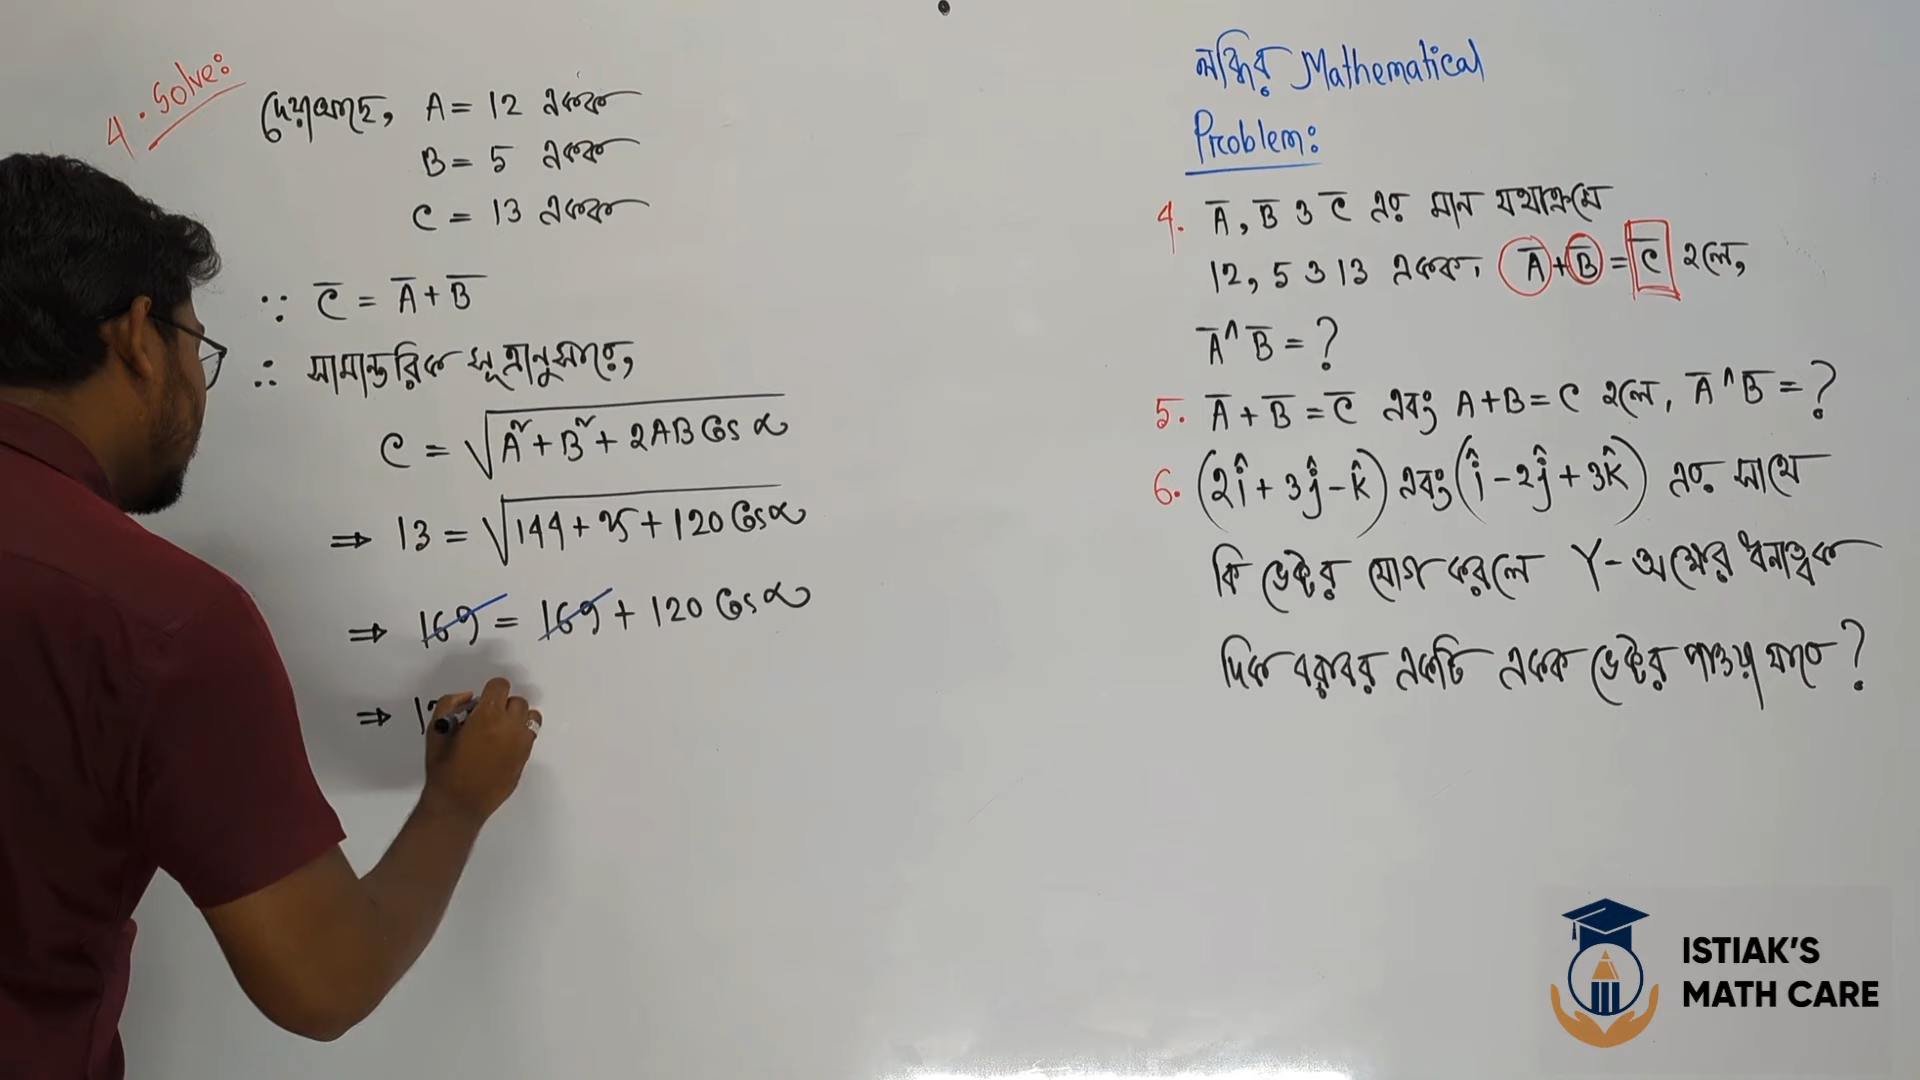 4. Solve:
দেয়া আছে, A = 12 একক
B = 5 একক
C = 13 একক
∵ C̅ = A̅ + B̅
∴ সামান্তরিক সূত্রানুসারে,
C = √(A² + B² + 2AB Cos α)
⇒ 13 = √(144 + 25 + 120 Cos α)
⇒ 169 = 169 + 120 Cos α
⇒ 12
লব্ধির Mathematical
Problem:
4. A̅, B̅ ও C̅ এর মান যথাক্রমে
12, 5 ও 13 একক। A̅ + B̅ = C̅ হলে,
A̅ ^ B̅ = ?
5. A̅ + B̅ = C̅ এবং A + B = C হলে, A̅ ^ B̅ = ?
6. (2î + 3ĵ − k̂) এবং (î − 2ĵ + 3k̂) এর সাথে
কি ভেক্টর যোগ করলে Y-অক্ষের ধনাত্বক
দিক বরাবর একটি একক ভেক্টর পাওয়া যাবে?
ISTIAK'S
MATH CARE